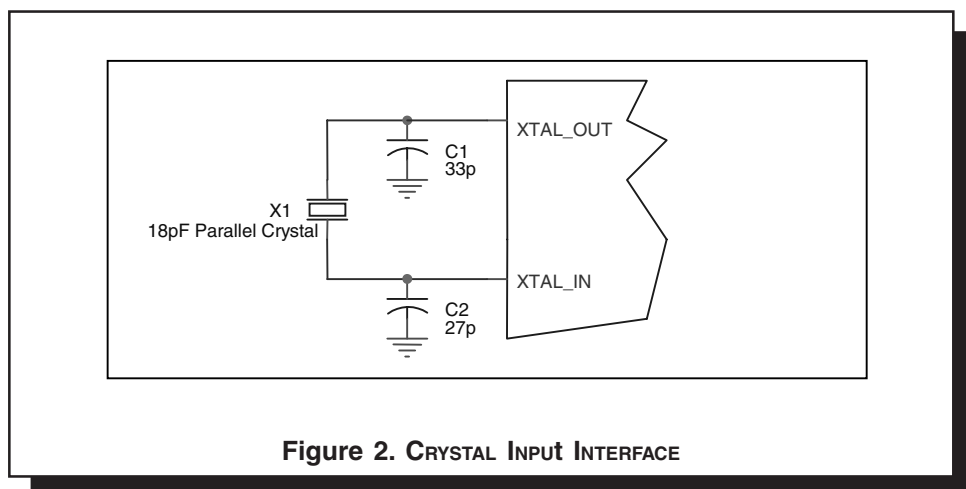 XTAL_OUT
C1
33p
X1
18pF Parallel Crystal
XTAL_IN
C2
27p
Figure 2. CRYSTAL INPUt INTERFACE